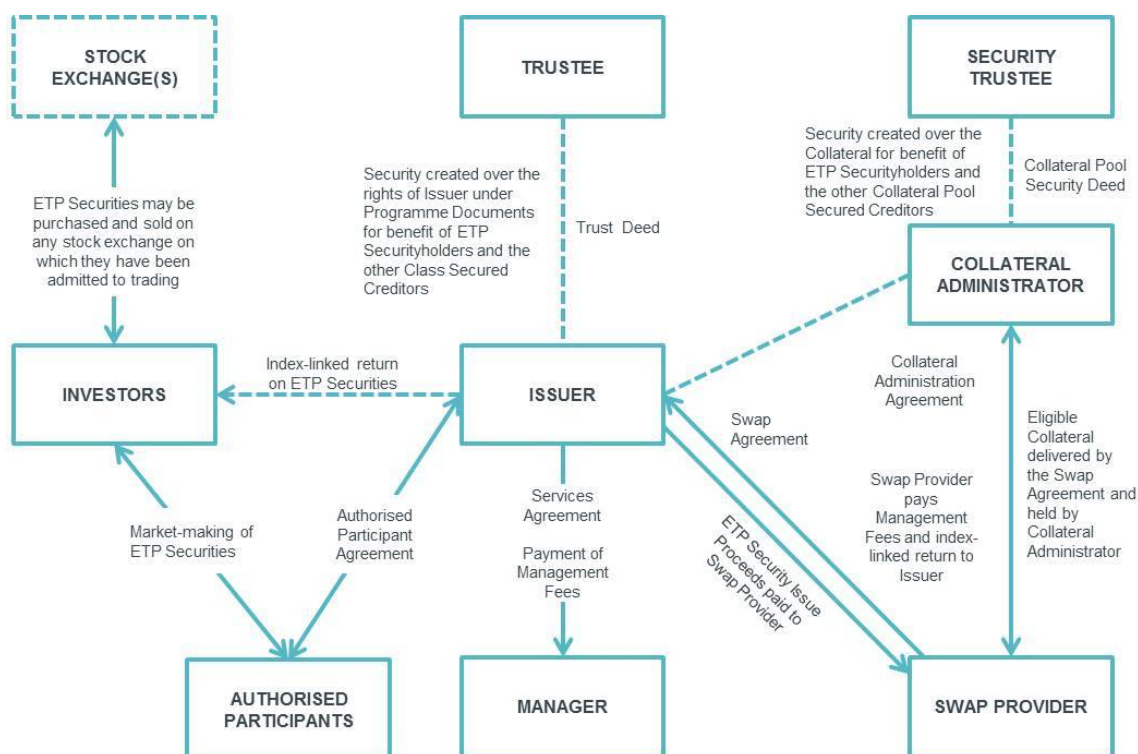 STOCK
EXCHANGE(S)
TRUSTEE
SECURITY
TRUSTEE
ETP Securities may be
purchased and sold on
any stock exchange on
which they have been
admitted to trading
Security created over the
rights of Issuer under
Programme Documents
for benefit of ETP
Securityholders and the
other Class Secured
Creditors
Trust Deed
Security created over the
Collateral for benefit of
ETP Securityholders and
the other Collateral Pool
Secured Creditors
Collateral Pool
Security Deed
COLLATERAL
ADMINISTRATOR
INVESTORS
Index-linked return
on ETP Securities
ISSUER
Swap
Agreement
Collateral
Administration
Agreement
Eligible
Collateral
delivered by
the Swap
Agreement and
held by
Collateral
Administrator
Market-making of
ETP Securities
Authorised
Participant
Agreement
Services
Agreement
Payment of
Management
Fees
ETP Security Issue
Proceeds paid to
Swap Provider
Swap Provider
pays
Management
Fees and index-
linked return to
Issuer
AUTHORISED
PARTICIPANTS
MANAGER
SWAP PROVIDER